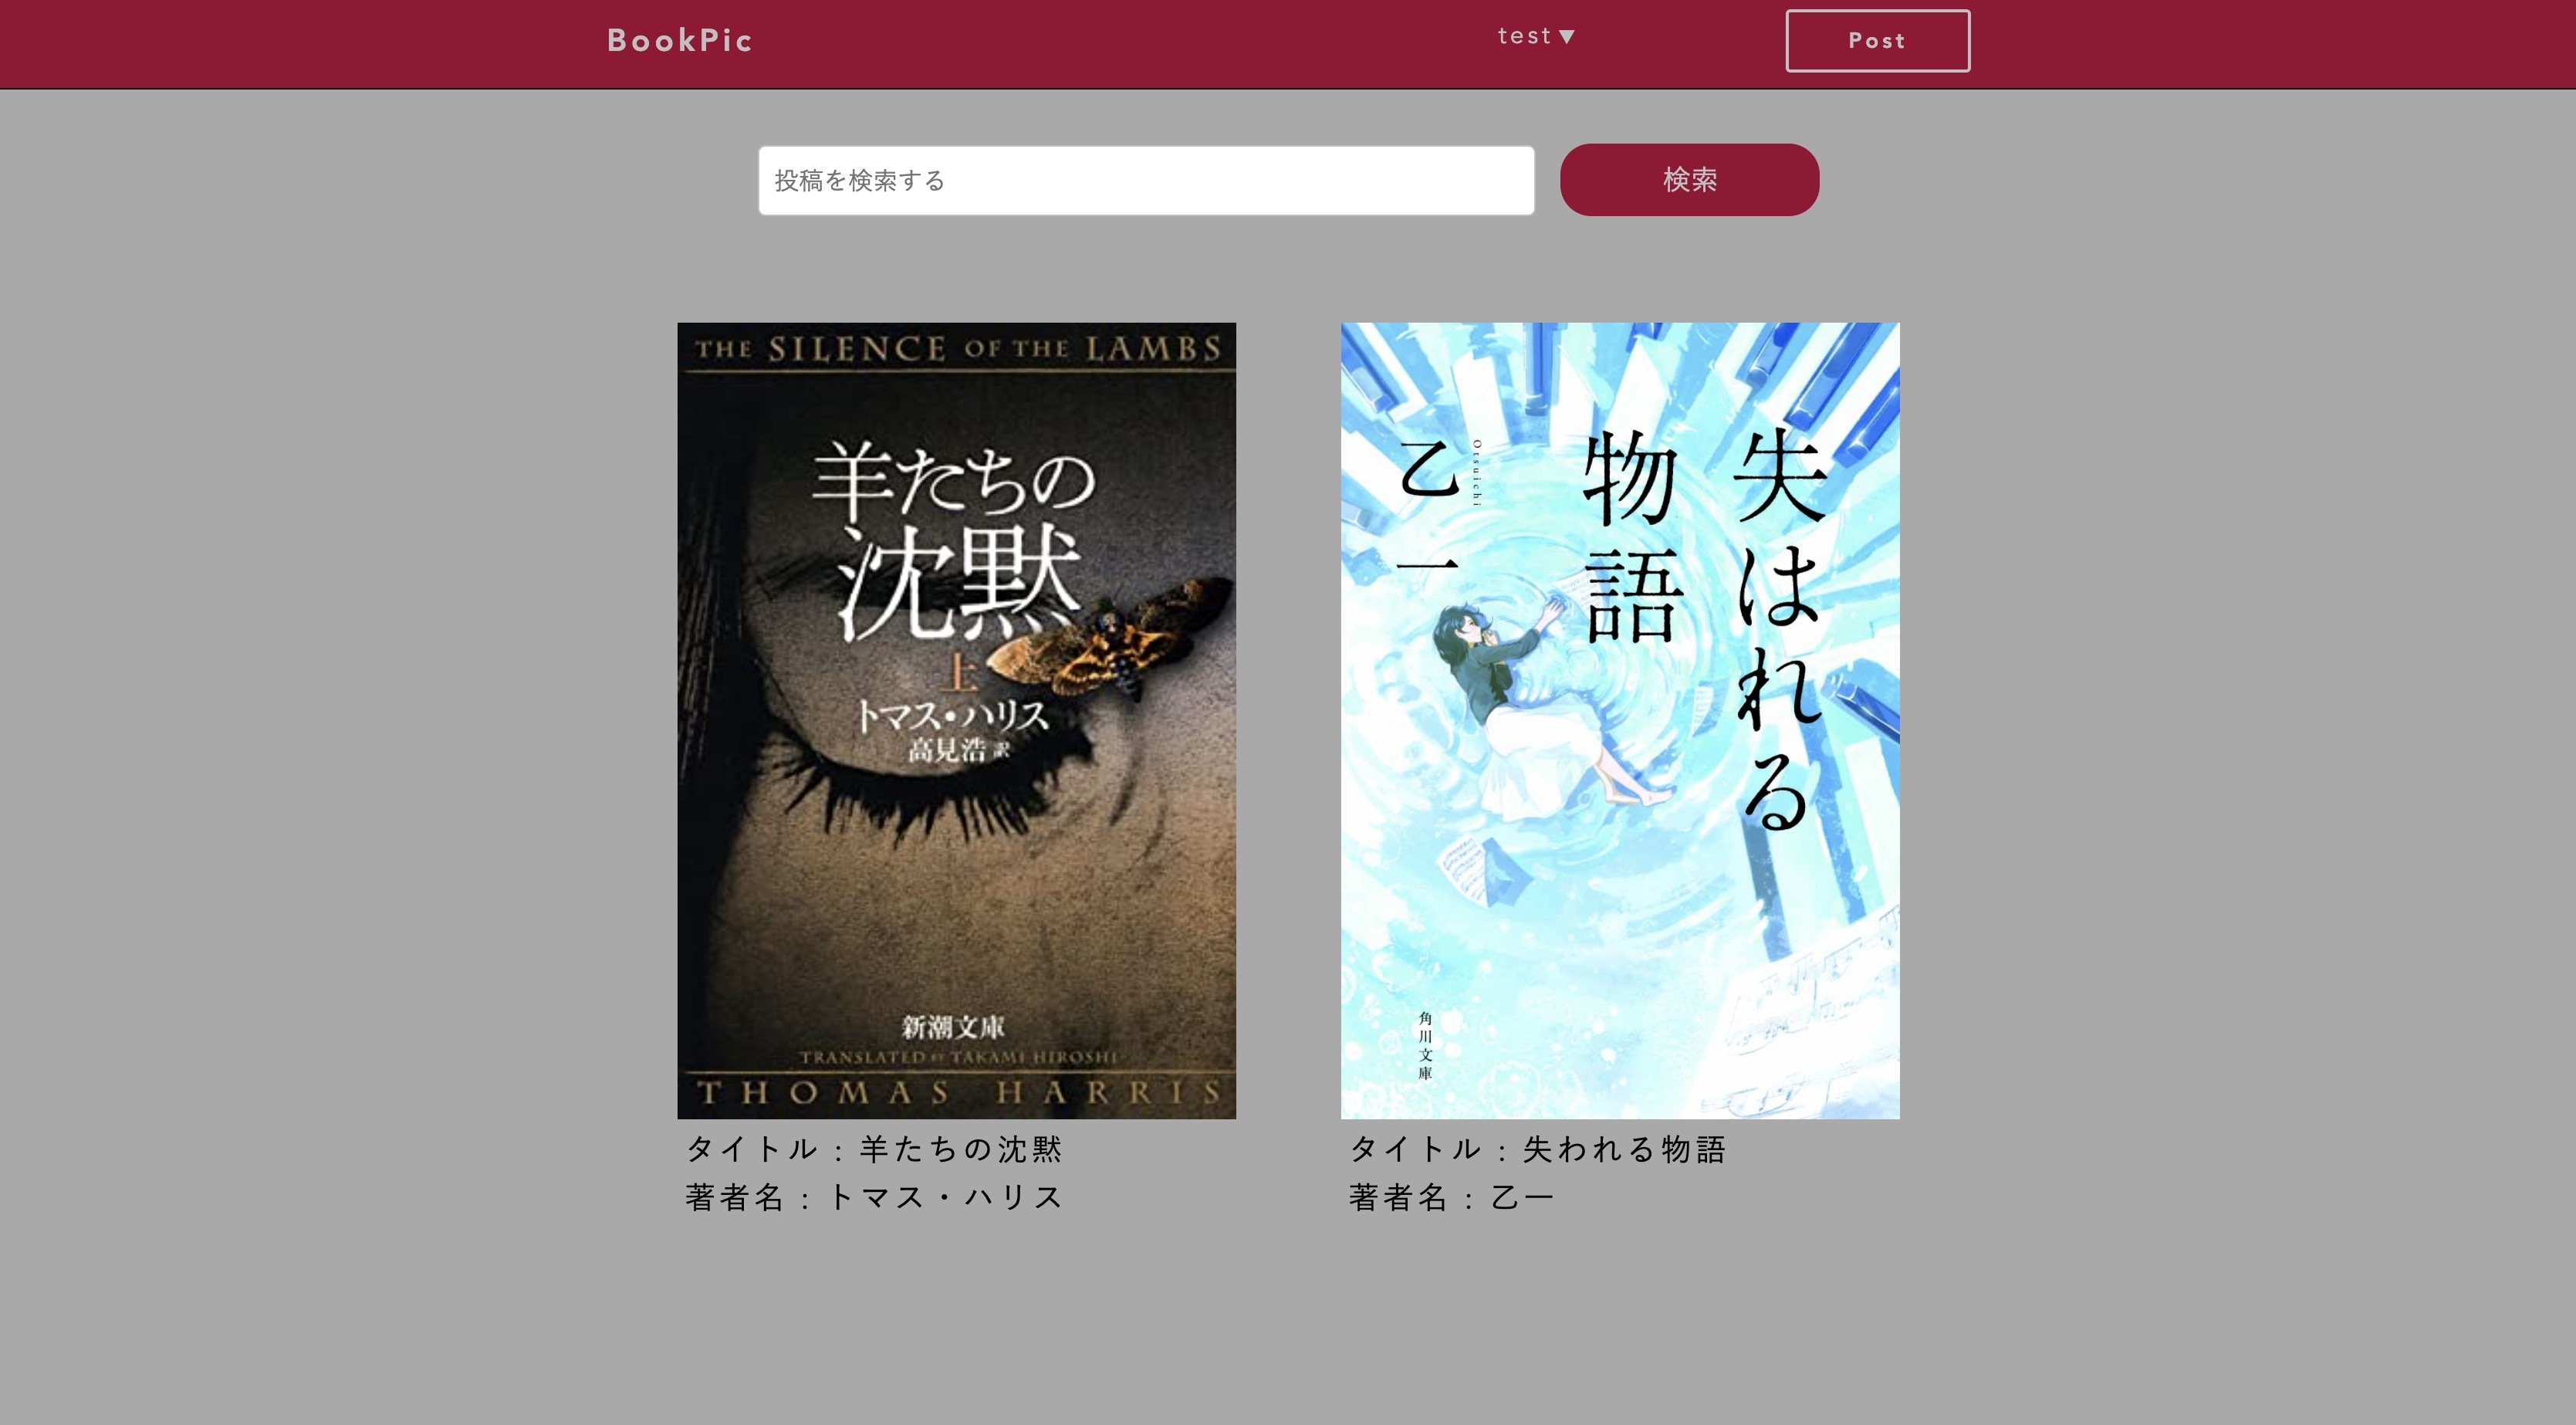 BookPic
test ▼
Post
投稿を検索する
検索
THE SILENCE OF THE LAMBS
羊たちの
沈黙
上
トマス・ハリス
高見浩 訳
新潮文庫
TRANSLATED BY TAKAMI HIROSHI
THOMAS HARRIS
失はれる
物語
Otsuichi
乙一
角川文庫
タイトル : 羊たちの沈黙
著者名 : トマス・ハリス
タイトル : 失われる物語
著者名 : 乙一